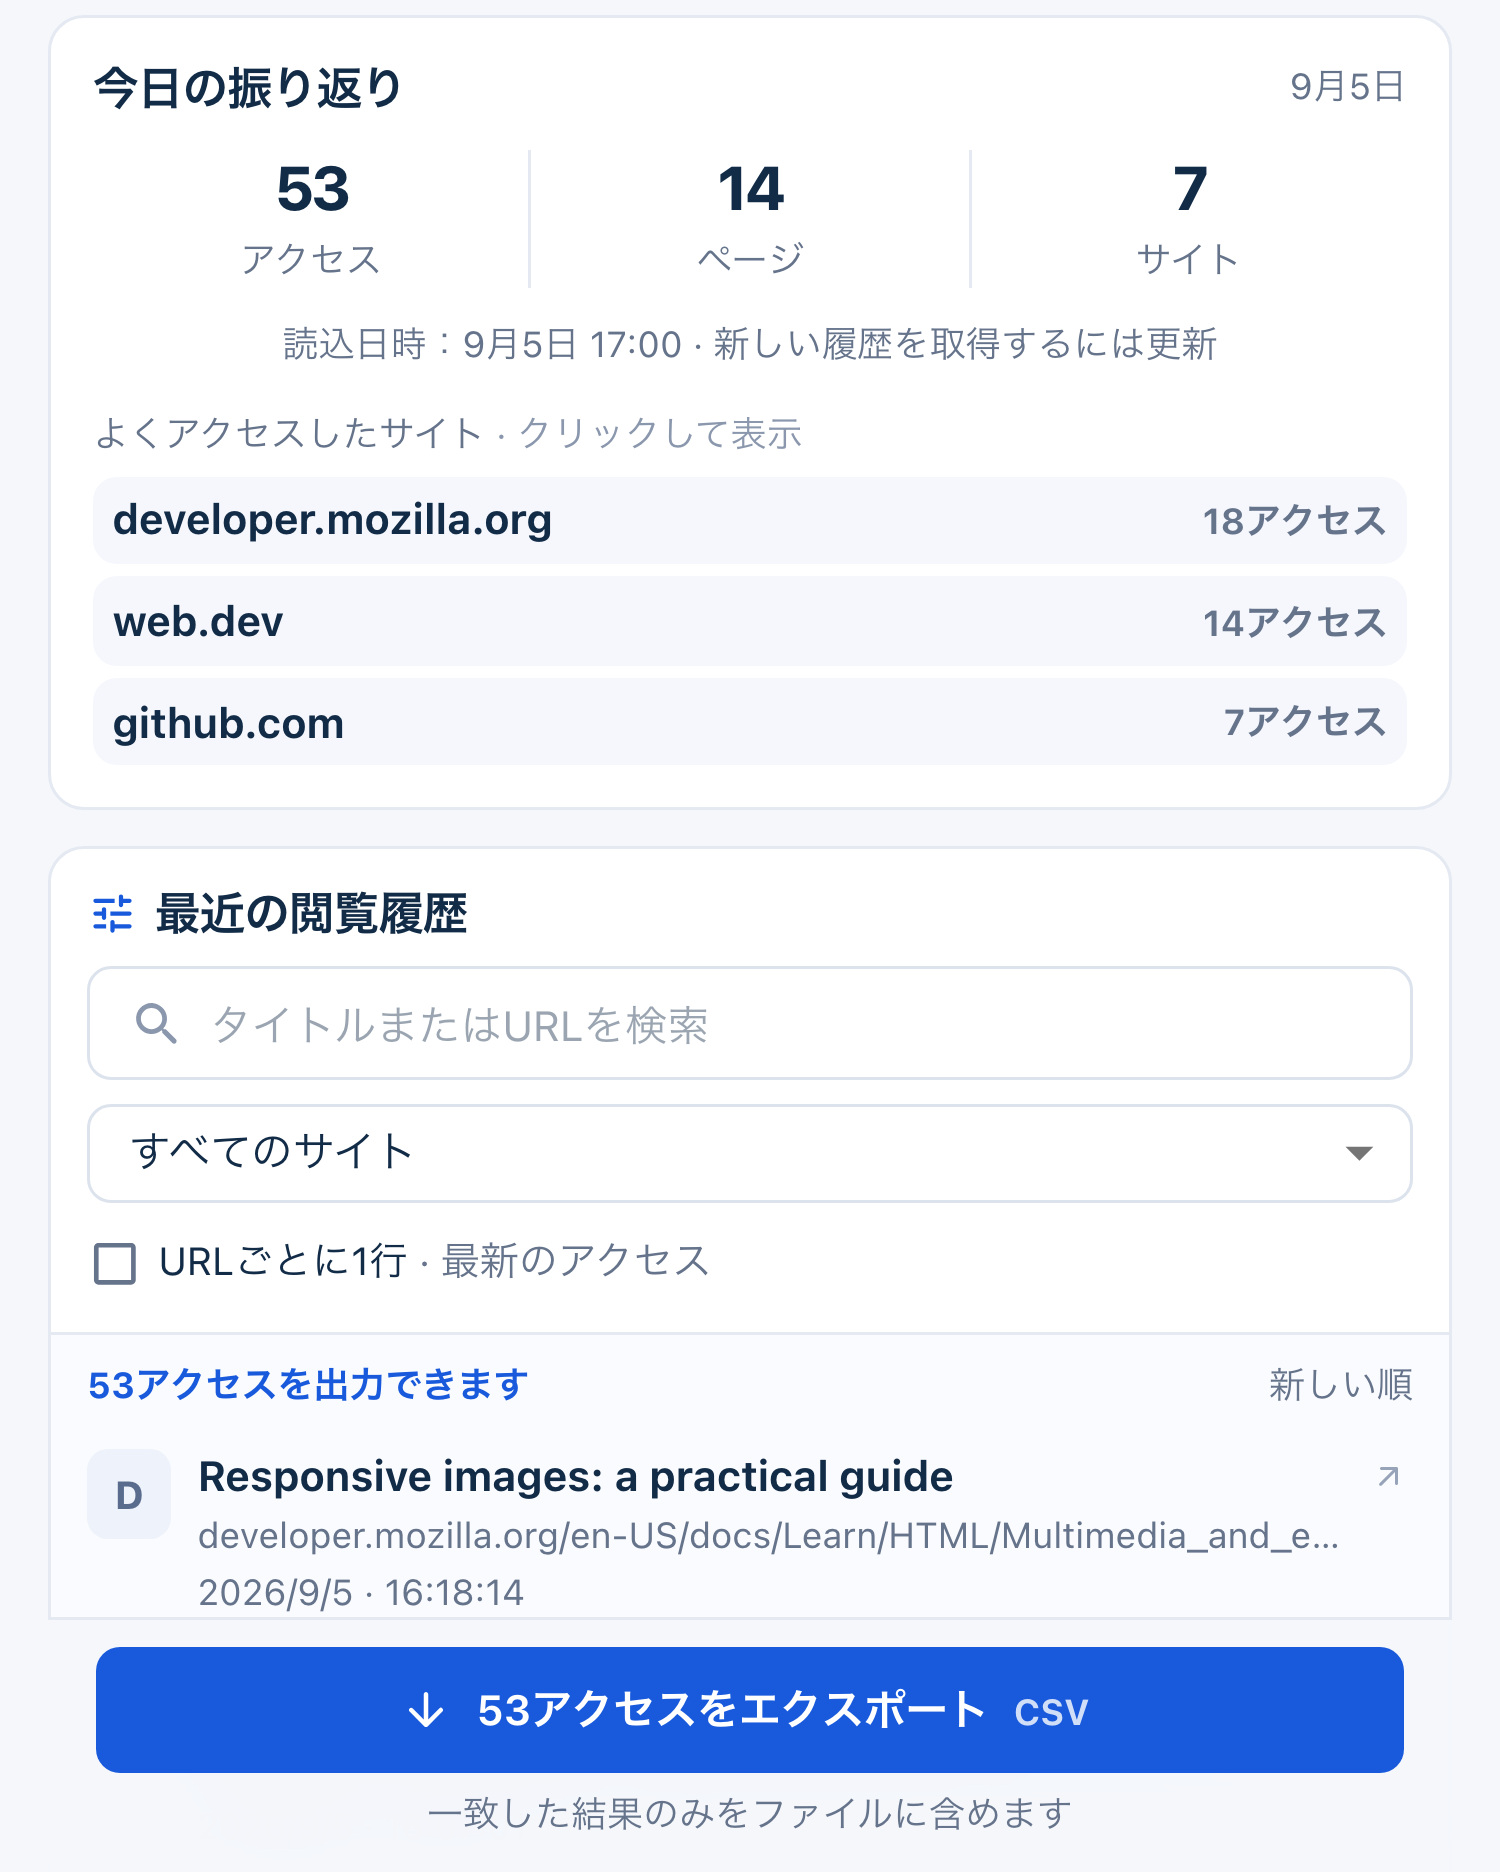 今日の振り返り 9月5日
53 14 7
アクセス ページ サイト
読込日時：9月5日 17:00 · 新しい履歴を取得するには更新
よくアクセスしたサイト · クリックして表示
developer.mozilla.org 18アクセス
web.dev 14アクセス
github.com 7アクセス
最近の閲覧履歴
タイトルまたはURLを検索
すべてのサイト
URLごとに1行 · 最新のアクセス
53アクセスを出力できます 新しい順
D Responsive images: a practical guide
developer.mozilla.org/en-US/docs/Learn/HTML/Multimedia_and_e...
2026/9/5 · 16:18:14
53アクセスをエクスポート CSV
一致した結果のみをファイルに含めます